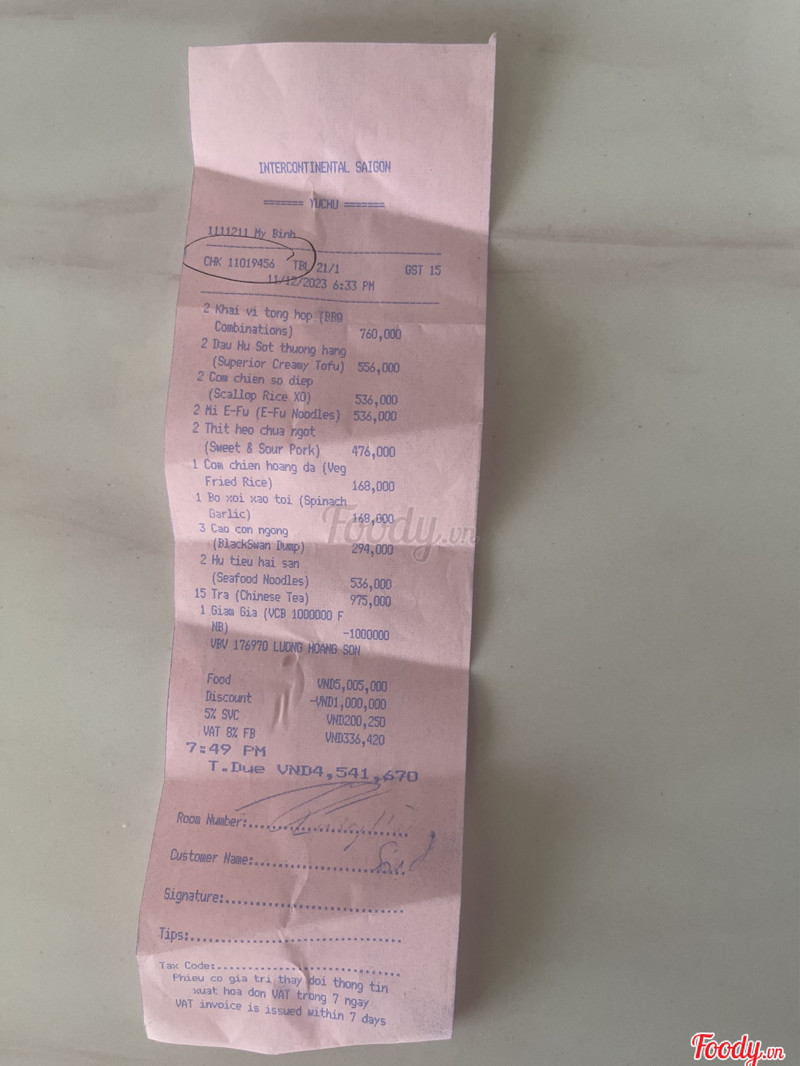 INTERCONTINENTAL SAIGON
======= YUCHU =======
1111211 My Binh
CHK 11019456 TBL 21/1 GST 15
11/12/2023 6:33 PM
2 Khai vi tong hop (BBQ
Combinations) 760,000
2 Dau Hu Sot thuong hang
(Superior Creamy Tofu) 556,000
2 Com chien so diep
(Scallop Rice XO) 536,000
2 Mi E-Fu (E-Fu Noodles) 536,000
2 Thit heo chua ngot
(Sweet & Sour Pork) 476,000
1 Com chien hoang da (Veg
Fried Rice) 168,000
1 Bo xoi xao toi (Spinach
Garlic) 168,000
3 Cao con ngong
(BlackSwan Dump) 294,000
2 Hu tieu hai san
(Seafood Noodles) 536,000
15 Tra (Chinese Tea) 975,000
1 Giam Gia (VCB 1000000 F
NB) -1000000
VBV 176970 LUONG HOANG SON
Food VND5,005,000
Discount -VND1,000,000
5% SVC VND200,250
VAT 8% FB VND336,420
7:49 PM
T.Due VND4,541,670
Room Number:
Customer Name:
Signature:
Tips:
Tax Code:
Phieu co gia tri thay doi thong tin
xuat hoa don VAT trong 7 ngay
VAT invoice is issued within 7 days
Foody.vn
Foody.vn